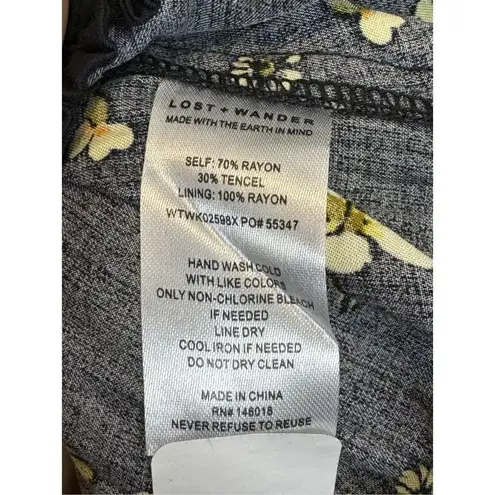 LOST + WANDER
MADE WITH THE EARTH IN MIND
SELF: 70% RAYON
30% TENCEL
LINING: 100% RAYON
WTWK02598X PO# 55347
HAND WASH COLD
WITH LIKE COLORS
ONLY NON-CHLORINE BLEACH
IF NEEDED
LINE DRY
COOL IRON IF NEEDED
DO NOT DRY CLEAN
MADE IN CHINA
RN# 146018
NEVER REFUSE TO REUSE